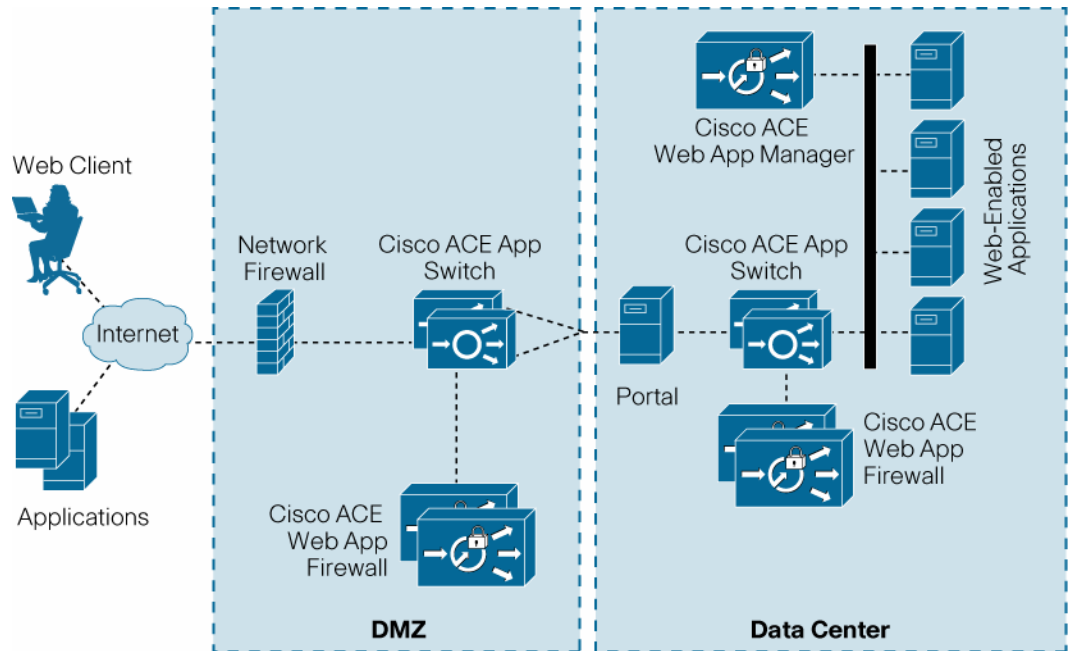 Web Client
Internet
Applications
Network
Firewall
Cisco ACE App
Switch
Cisco ACE
Web App
Firewall
DMZ
Cisco ACE
Web App Manager
Web-Enabled
Applications
Cisco ACE App
Switch
Portal
Cisco ACE
Web App
Firewall
Data Center